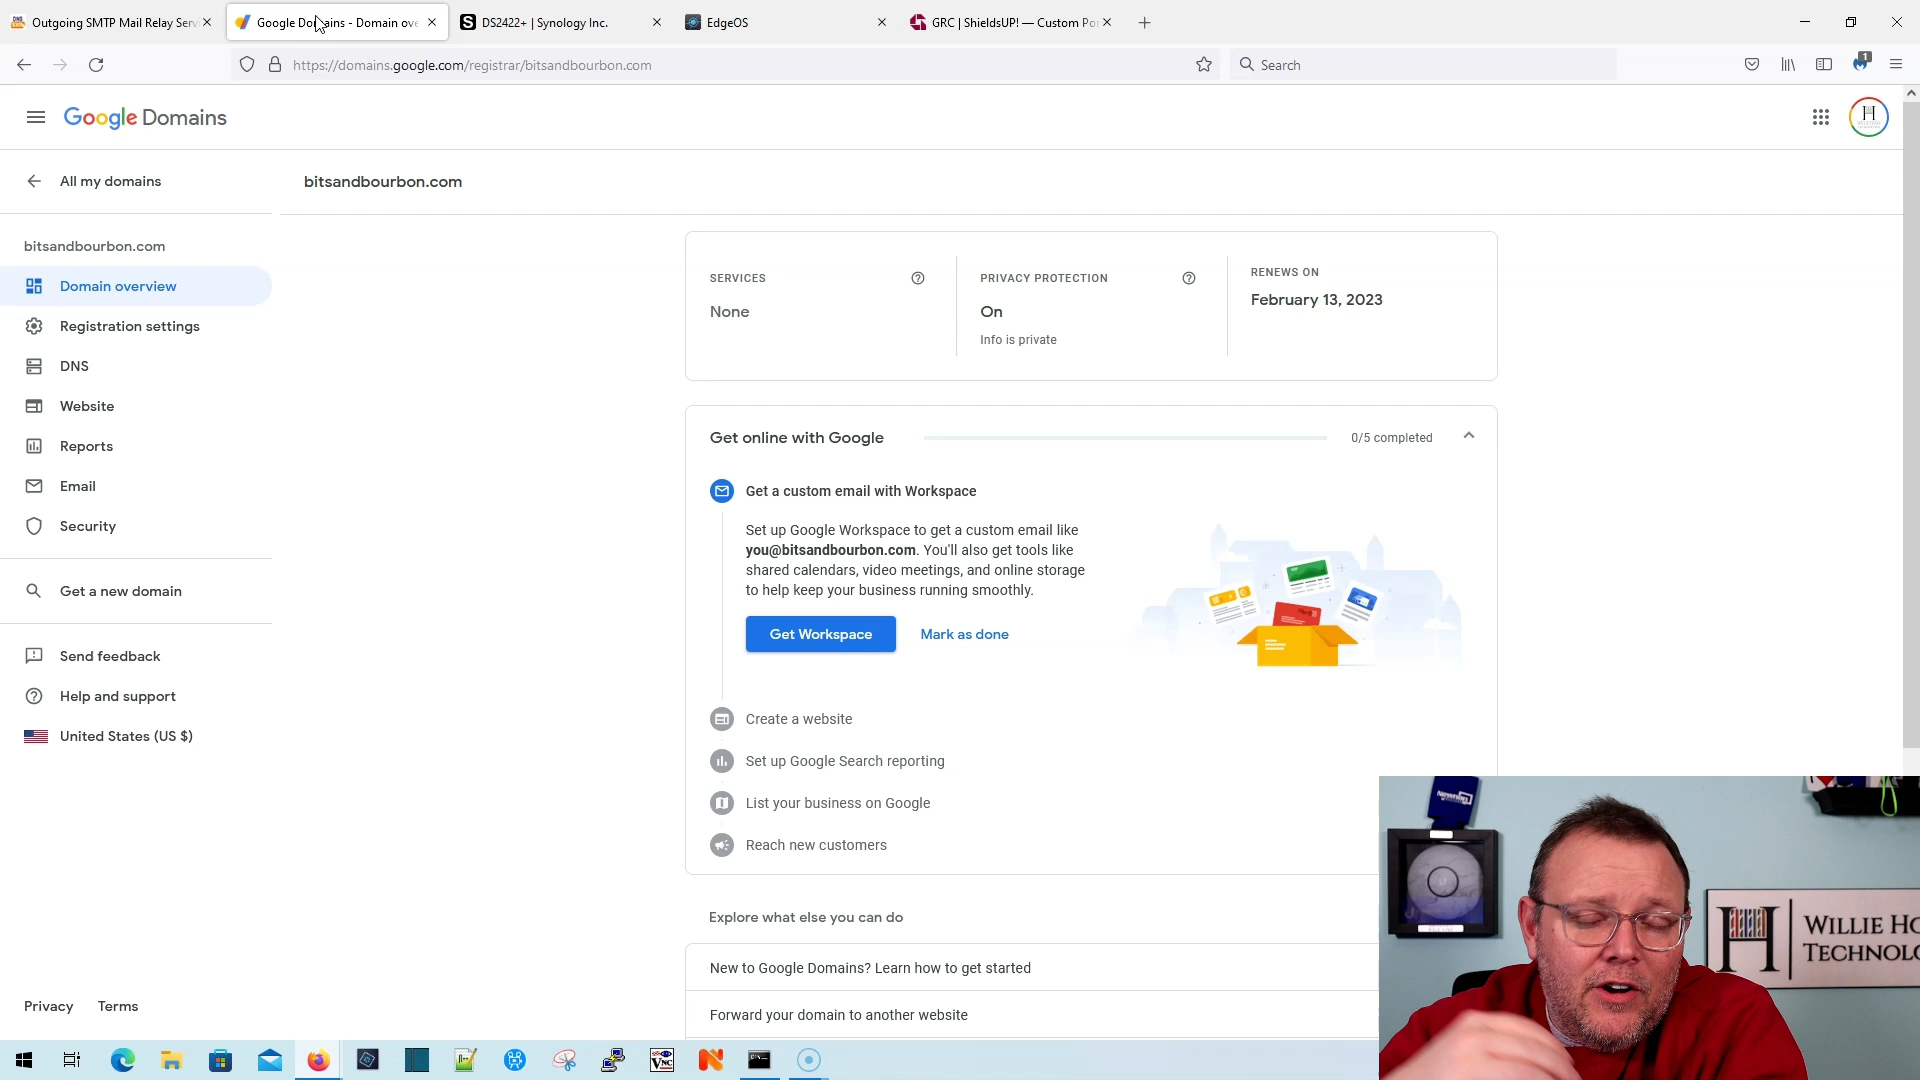 Outgoing SMTP Mail Relay Serv
Google Domains - Domain ove
DS2422+ | Synology Inc.
EdgeOS
GRC | ShieldsUP! — Custom Po
https://domains.google.com/registrar/bitsandbourbon.com
Search
1
Google Domains
H
All my domains
bitsandbourbon.com
bitsandbourbon.com
Domain overview
Registration settings
DNS
Website
Reports
Email
Security
Get a new domain
Send feedback
Help and support
United States (US $)
Privacy Terms
SERVICES
None
PRIVACY PROTECTION
On
Info is private
RENEWS ON
February 13, 2023
Get online with Google
0/5 completed
Get a custom email with Workspace
Set up Google Workspace to get a custom email like
you@bitsandbourbon.com. You'll also get tools like
shared calendars, video meetings, and online storage
to help keep your business running smoothly.
Get Workspace
Mark as done
Create a website
Set up Google Search reporting
List your business on Google
Reach new customers
Explore what else you can do
New to Google Domains? Learn how to get started
Forward your domain to another website
H WILLIE HO
TECHNOLO
VNC